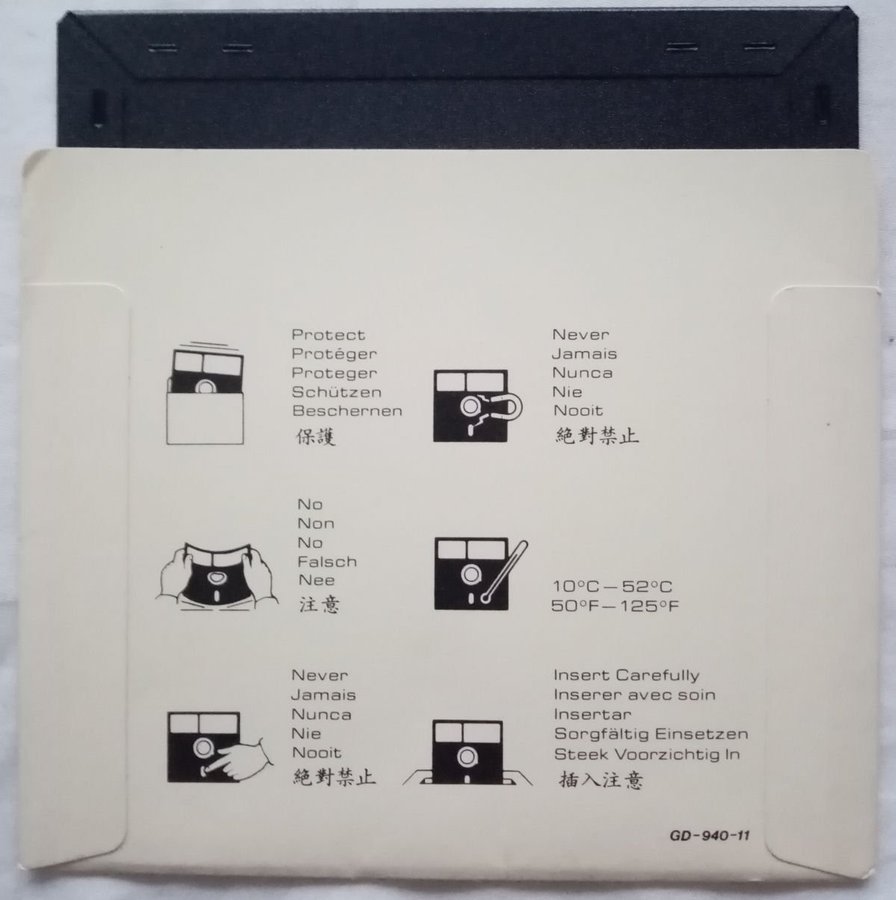 Protect
Protéger
Proteger
Schützen
Beschernen
保護
Never
Jamais
Nunca
Nie
Nooit
絕對禁止
No
Non
No
Falsch
Nee
注意
10°C – 52°C
50°F – 125°F
Never
Jamais
Nunca
Nie
Nooit
絕對禁止
Insert Carefully
Inserer avec soin
Insertar
Sorgfältig Einsetzen
Steek Voorzichtig In
插入注意
GD-940-11